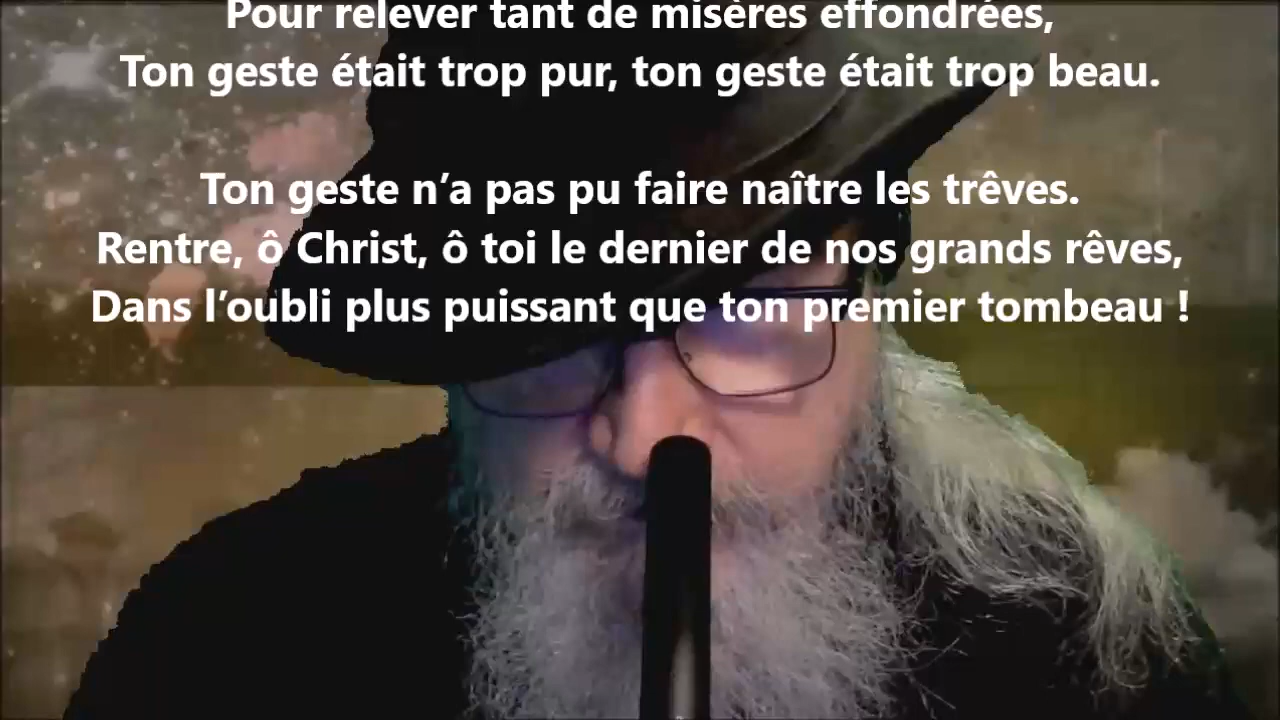 Pour relever tant de misères effondrées,
Ton geste était trop pur, ton geste était trop beau.
Ton geste n’a pas pu faire naître les trêves.
Rentre, ô Christ, ô toi le dernier de nos grands rêves,
Dans l’oubli plus puissant que ton premier tombeau !